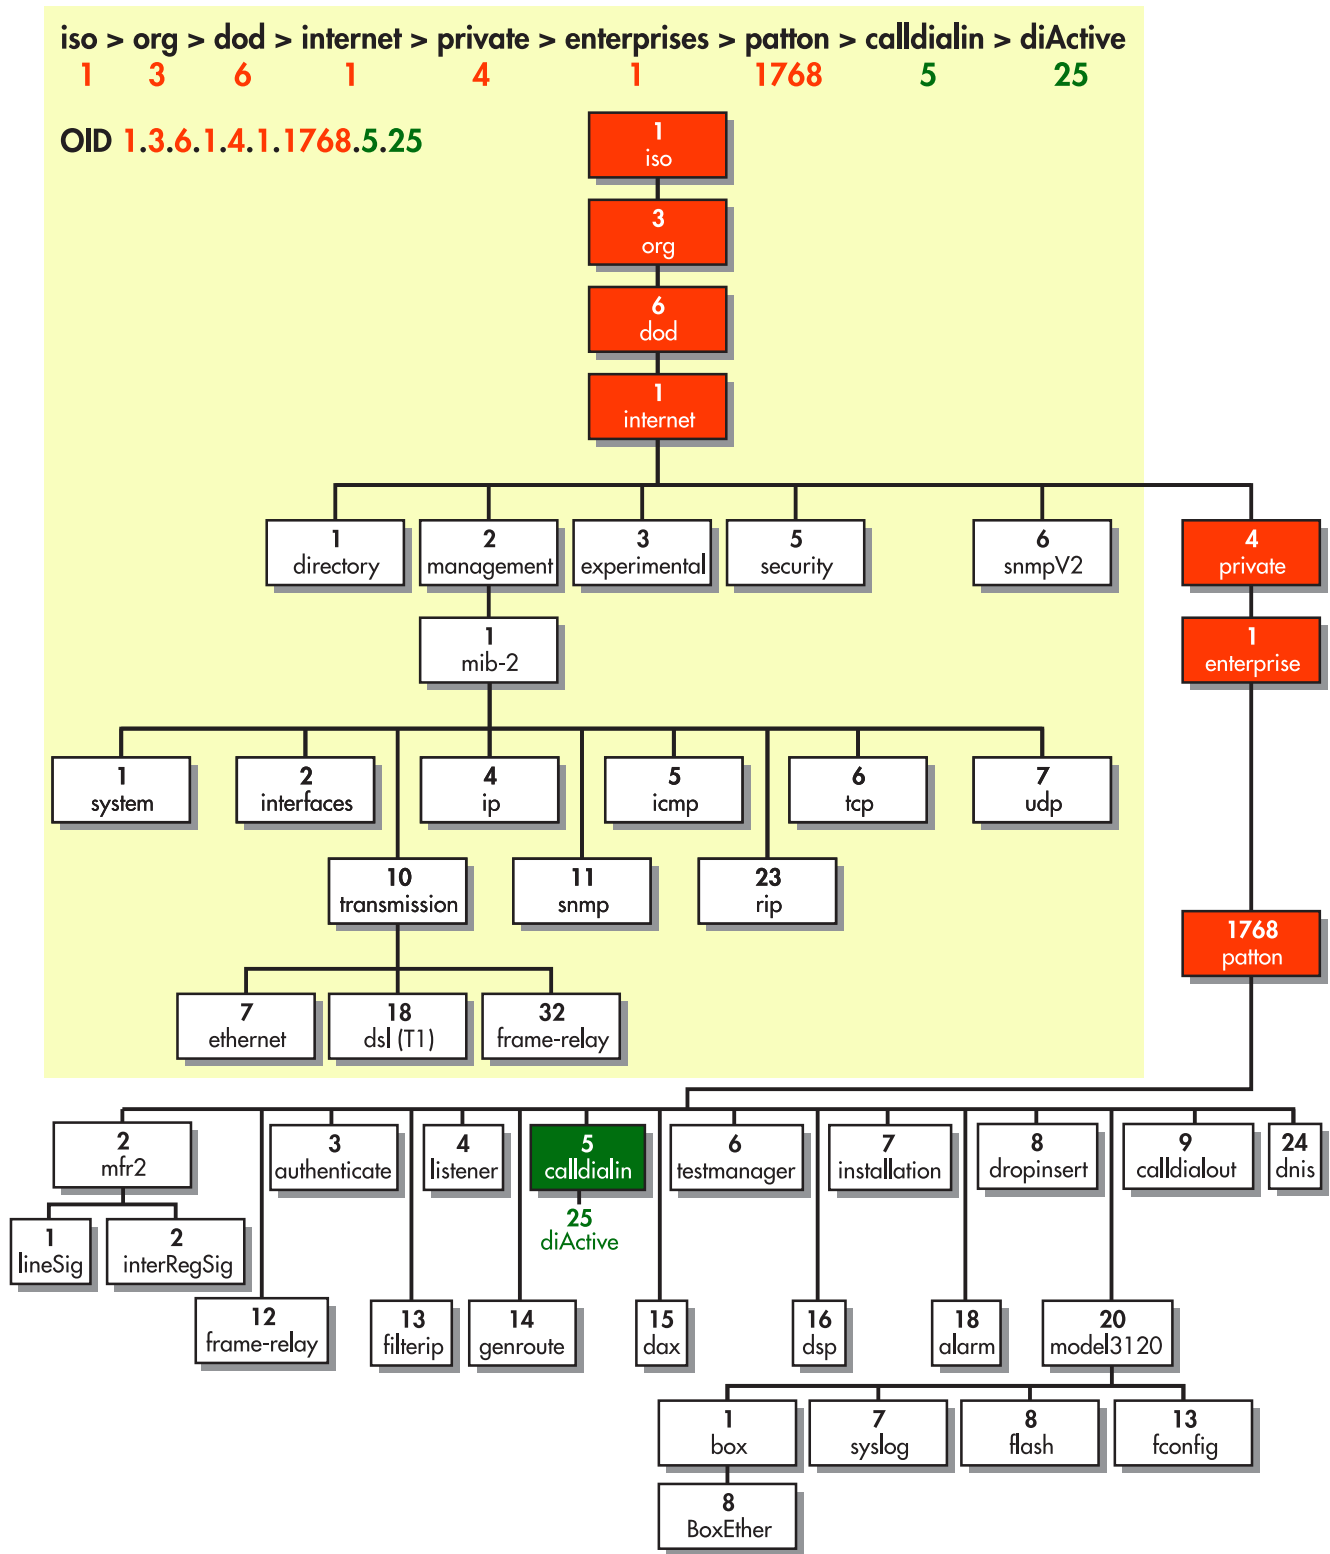 iso > org > dod > internet > private > enterprises > patton > calldialin > diActive
1 3 6 1 4 1 1768 5 25
OID 1.3.6.1.4.1.1768.5.25
1
iso
3
org
6
dod
1
internet
1
directory
2
management
3
experimental
5
security
6
snmpV2
4
private
1
mib-2
1
enterprise
1
system
2
interfaces
4
ip
5
icmp
6
tcp
7
udp
10
transmission
11
snmp
23
rip
1768
patton
7
ethernet
18
dsl (T1)
32
frame-relay
2
mfr2
3
authenticate
4
listener
5
calldialin
6
testmanager
7
installation
8
dropinsert
9
calldialout
24
dnis
25
diActive
1
lineSig
2
interRegSig
12
frame-relay
13
filterip
14
genroute
15
dax
16
dsp
18
alarm
20
model3120
1
box
7
syslog
8
flash
13
fconfig
8
BoxEther